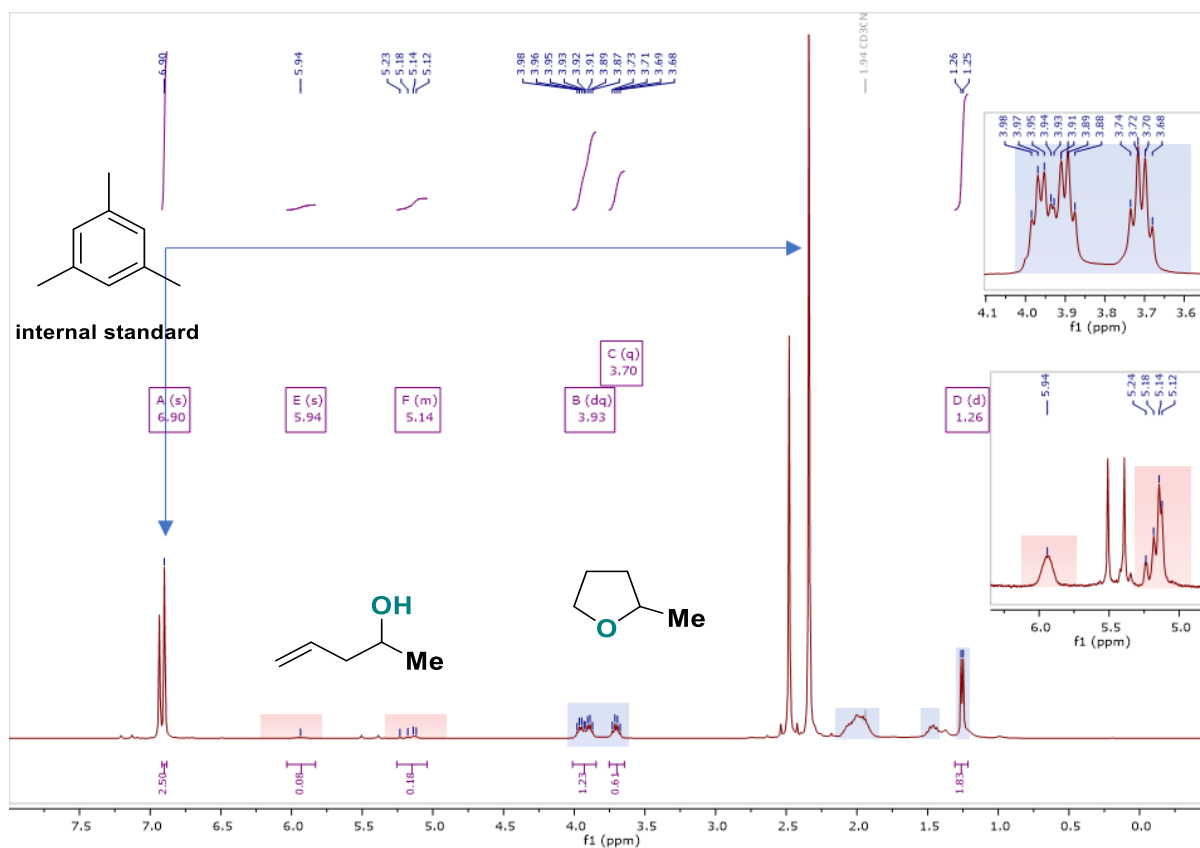 6.90
5.94
5.23
5.18
5.14
5.12
3.98
3.96
3.95
3.93
3.92
3.91
3.89
3.87
3.73
3.71
3.69
3.68
1.94 CD3CN
1.26
1.25
3.98
3.97
3.95
3.94
3.93
3.91
3.89
3.88
3.74
3.72
3.70
3.68
4.1 4.0 3.9 3.8 3.7 3.6
f1 (ppm)
internal standard
C (q)
3.70
A (s)
6.90
E (s)
5.94
F (m)
5.14
B (dq)
3.93
D (d)
1.26
5.94
5.24
5.18
5.14
5.12
6.0 5.5 5.0
f1 (ppm)
OH
Me
O
Me
2.50
0.08
0.18
1.23
0.61
1.83
7.5 7.0 6.5 6.0 5.5 5.0 4.5 4.0 3.5 3.0 2.5 2.0 1.5 1.0 0.5 0.0
f1 (ppm)